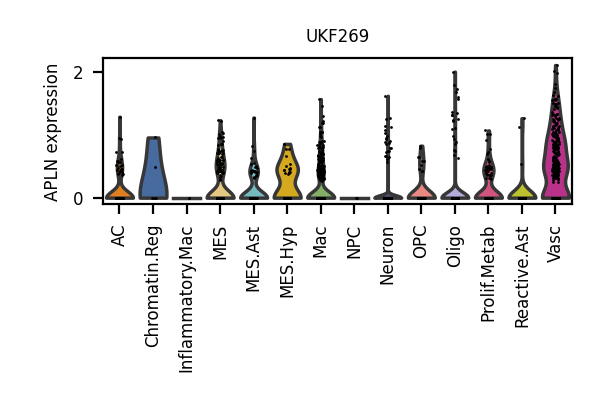 UKF269
APLN expression
2
0
AC
Chromatin.Reg
Inflammatory.Mac
MES
MES.Ast
MES.Hyp
Mac
NPC
Neuron
OPC
Oligo
Prolif.Metab
Reactive.Ast
Vasc